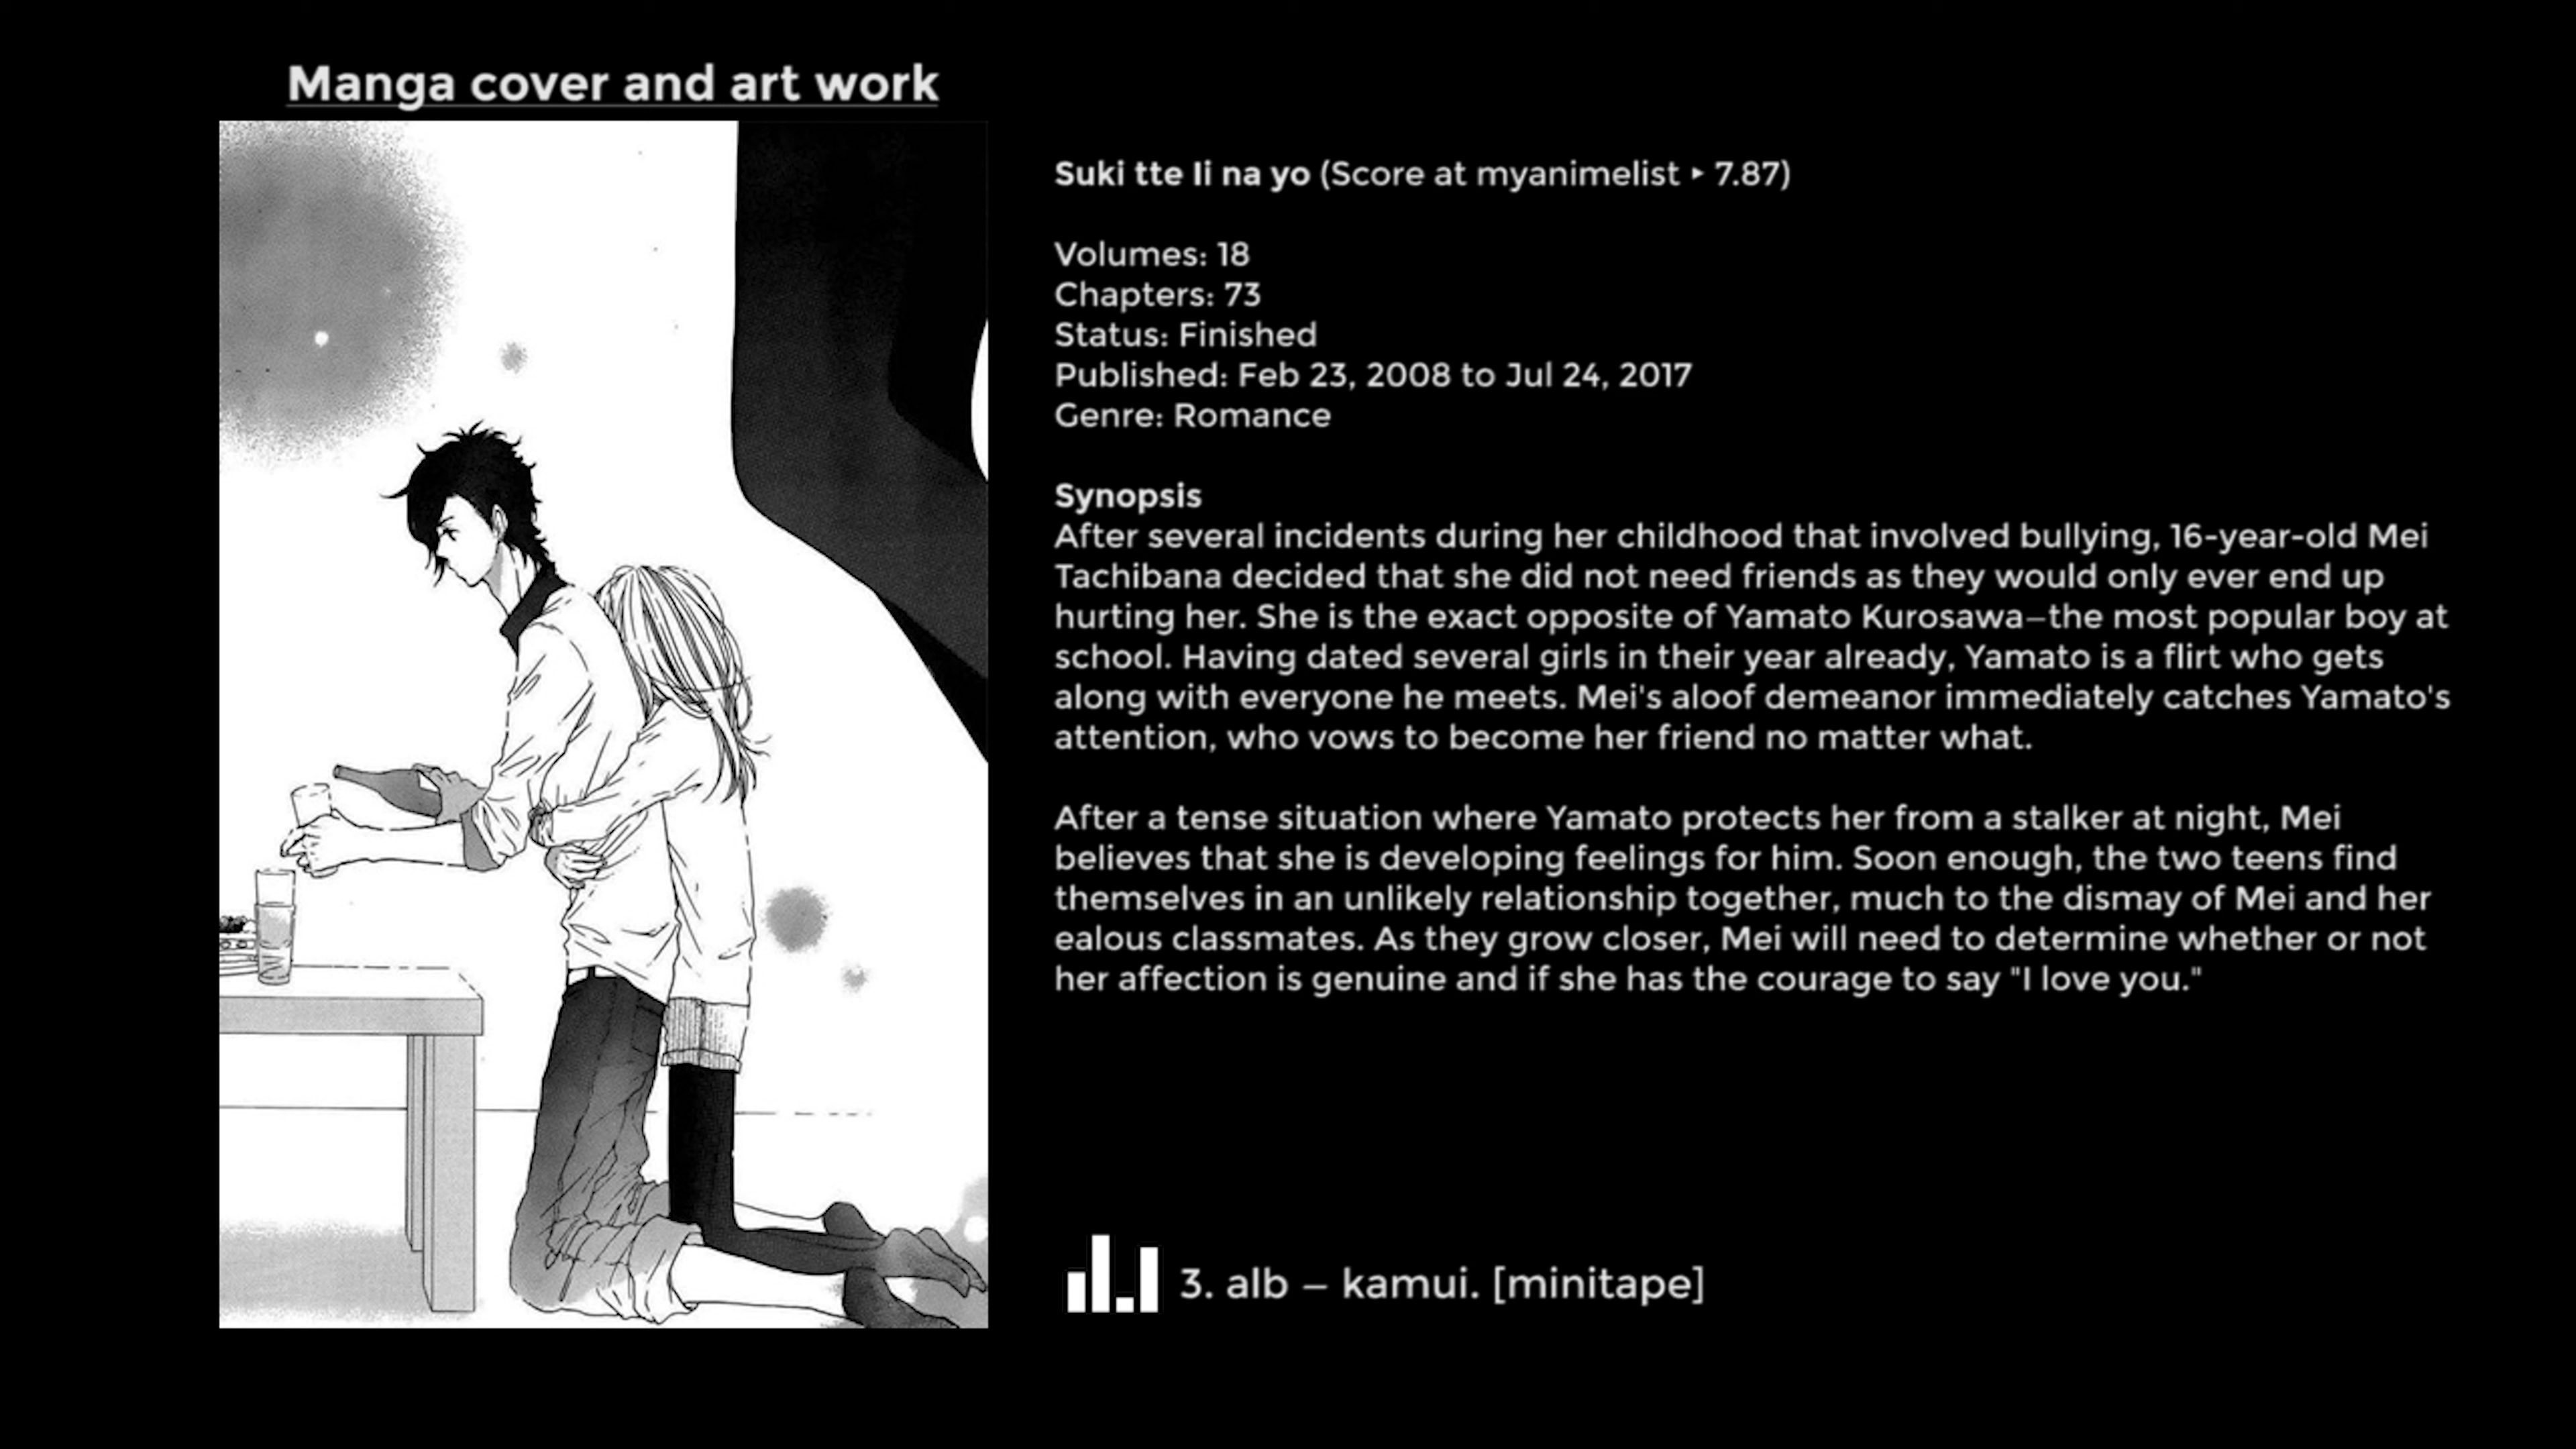 Manga cover and art work
Suki tte Ii na yo (Score at myanimelist ‣ 7.87)
Volumes: 18
Chapters: 73
Status: Finished
Published: Feb 23, 2008 to Jul 24, 2017
Genre: Romance
Synopsis
After several incidents during her childhood that involved bullying, 16-year-old Mei
Tachibana decided that she did not need friends as they would only ever end up
hurting her. She is the exact opposite of Yamato Kurosawa—the most popular boy at
school. Having dated several girls in their year already, Yamato is a flirt who gets
along with everyone he meets. Mei's aloof demeanor immediately catches Yamato's
attention, who vows to become her friend no matter what.
After a tense situation where Yamato protects her from a stalker at night, Mei
believes that she is developing feelings for him. Soon enough, the two teens find
themselves in an unlikely relationship together, much to the dismay of Mei and her
ealous classmates. As they grow closer, Mei will need to determine whether or not
her affection is genuine and if she has the courage to say "I love you."
3. alb – kamui. [minitape]